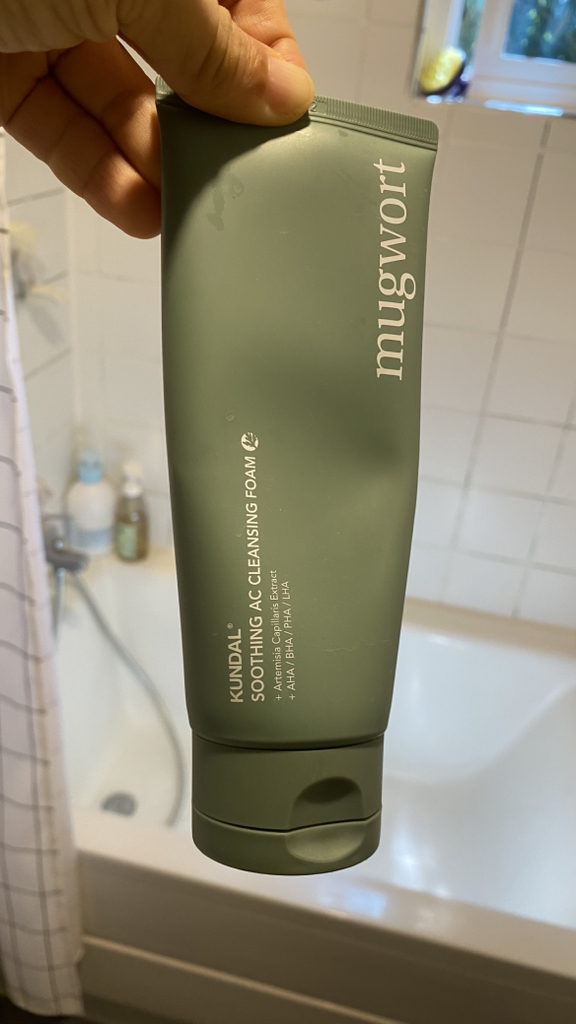 mugwort
KUNDAL®
SOOTHING AC CLEANSING FOAM
+ Artemisia Capillaris Extract
+ AHA / BHA / PHA / LHA